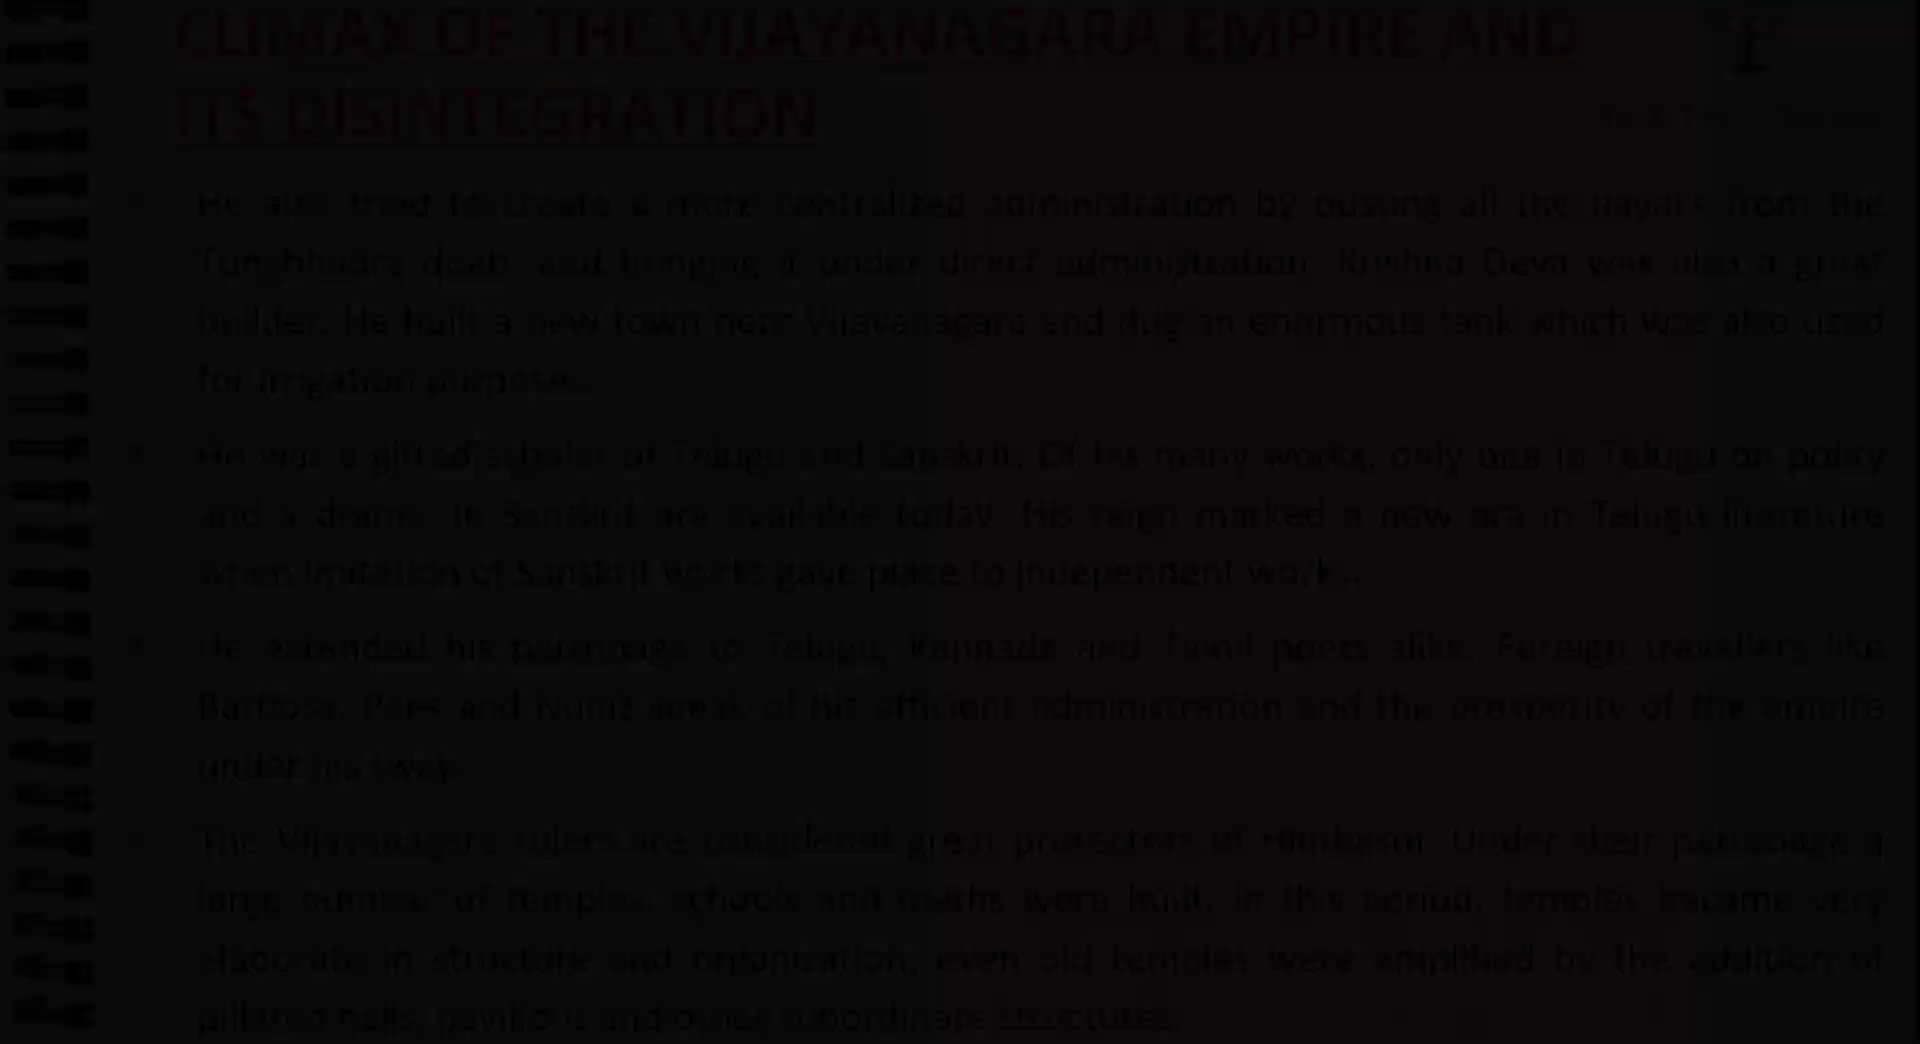 CLIMAX OF THE VIJAYANAGARA EMPIRE AND
ITS DISINTEGRATION
He also tried to create a more centralized administration by ousting all the nayaks from the
Tungbhadra doab, and bringing it under direct administration. Krishna Deva was also a great
builder. He built a new town near Vijayanagara and dug an enormous tank which was also used
for irrigation purposes.
He was a gifted scholar of Telugu and Sanskrit. Of his many works, only one in Telugu on polity
and a drama in Sanskrit are available today. His reign marked a new era in Telugu literature
when imitation of Sanskrit works gave place to independent works.
He extended his patronage to Telugu, Kannada and Tamil poets alike. Foreign travellers like
Barbosa, Paes and Nuniz speak of his efficient administration and the prosperity of the empire
under his sway.
The Vijayanagara rulers are considered great protectors of Hinduism. Under their patronage a
large number of temples, schools and maths were built. In this period, temples became very
elaborate in structure and organization, even old temples were amplified by the addition of
pillared halls, pavilions and other subordinate structures.